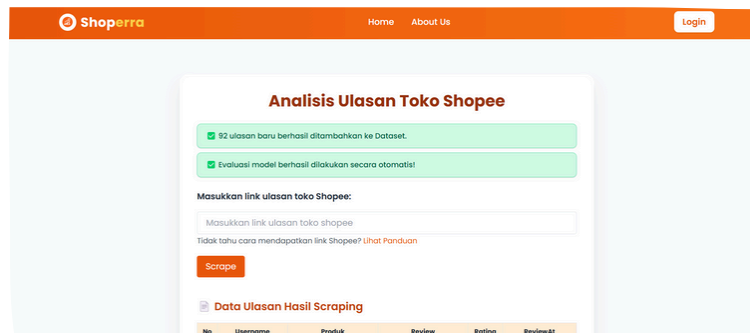 Shoperra
Home About Us
Login
Analisis Ulasan Toko Shopee
92 ulasan baru berhasil ditambahkan ke Dataset.
Evaluasi model berhasil dilakukan secara otomatis!
Masukkan link ulasan toko Shopee:
Masukkan link ulasan toko shopee
Tidak tahu cara mendapatkan link Shopee? Lihat Panduan
Scrape
Data Ulasan Hasil Scraping
No Username Produk Review Rating ReviewAt